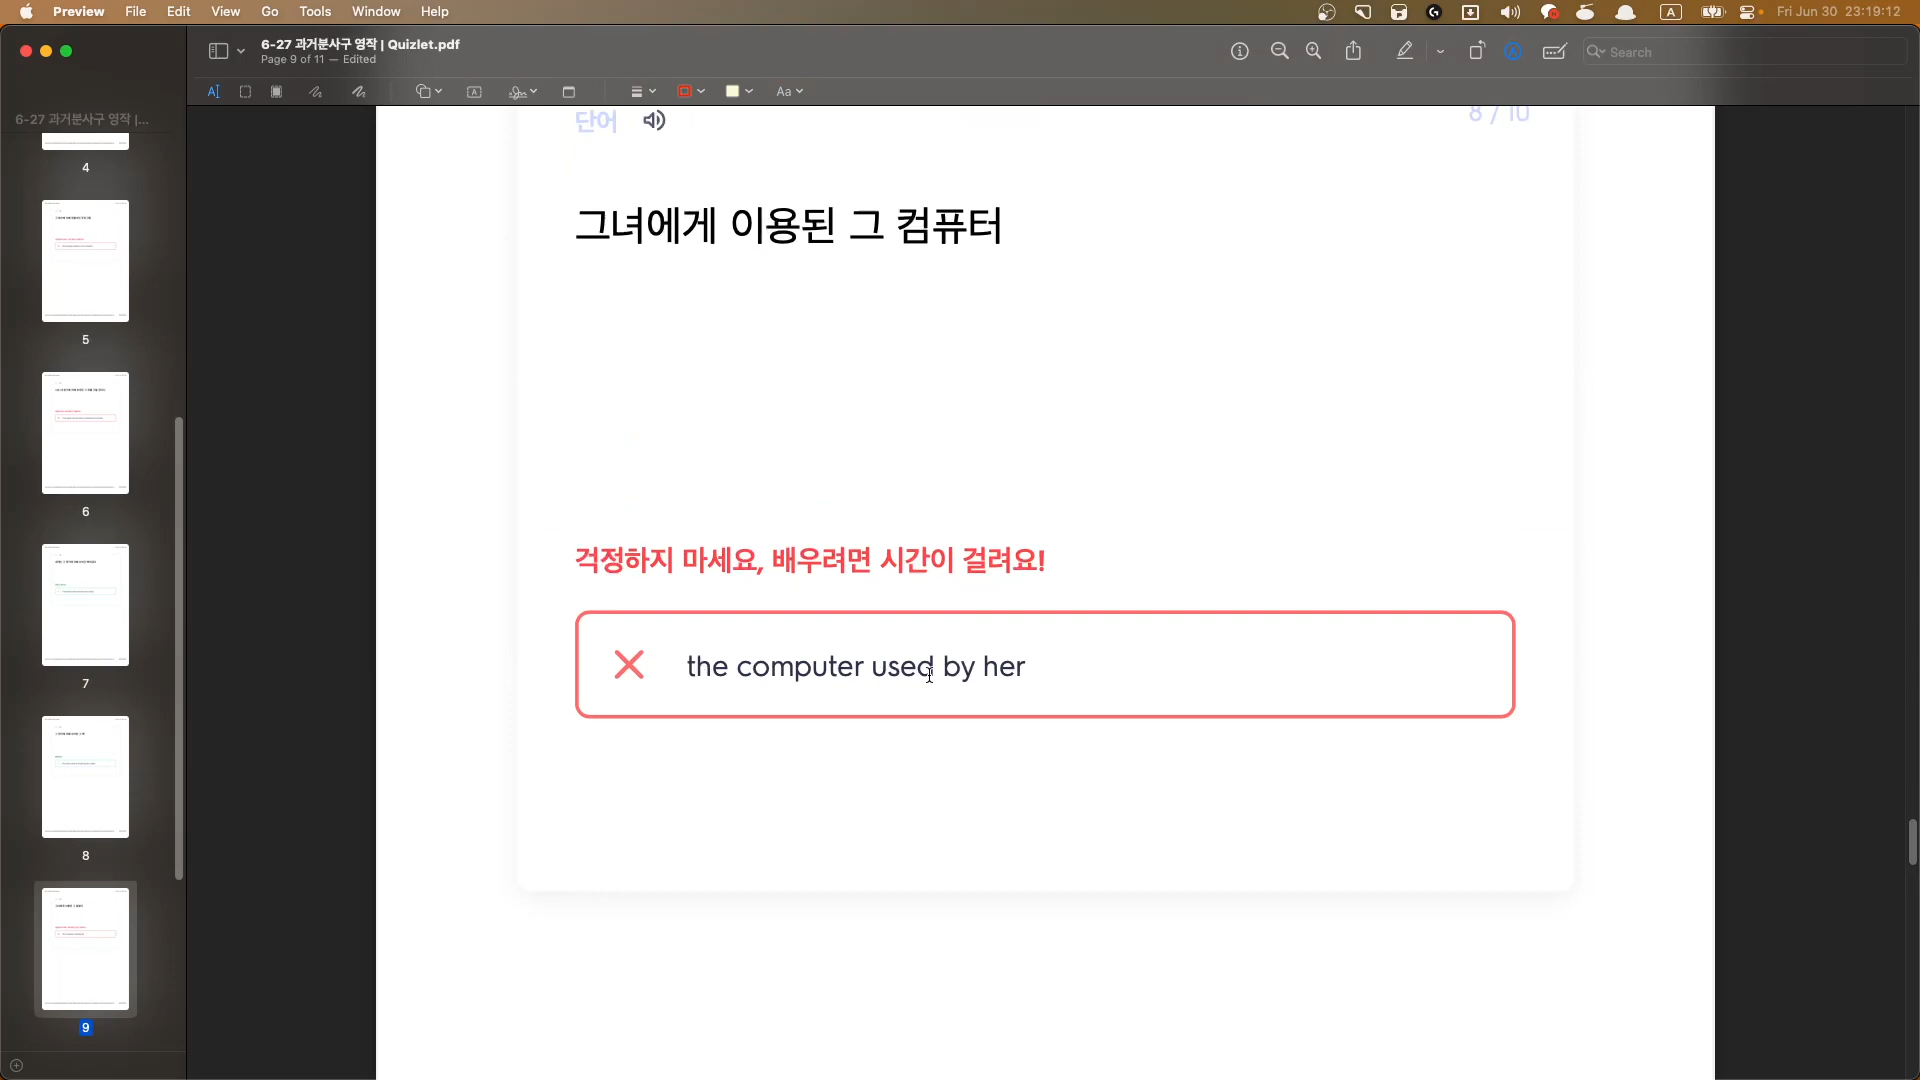 Preview File Edit View Go Tools Window Help
A Fri Jun 30 23:19:12
6-27 과거분사구 영작 | Quizlet.pdf
Page 9 of 11 — Edited
Search
Aa
6-27 과거분사구 영작 |...
4
5
6
7
8
9
단어
8 / 10
그녀에게 이용된 그 컴퓨터
걱정하지 마세요, 배우려면 시간이 걸려요!
the computer used by her